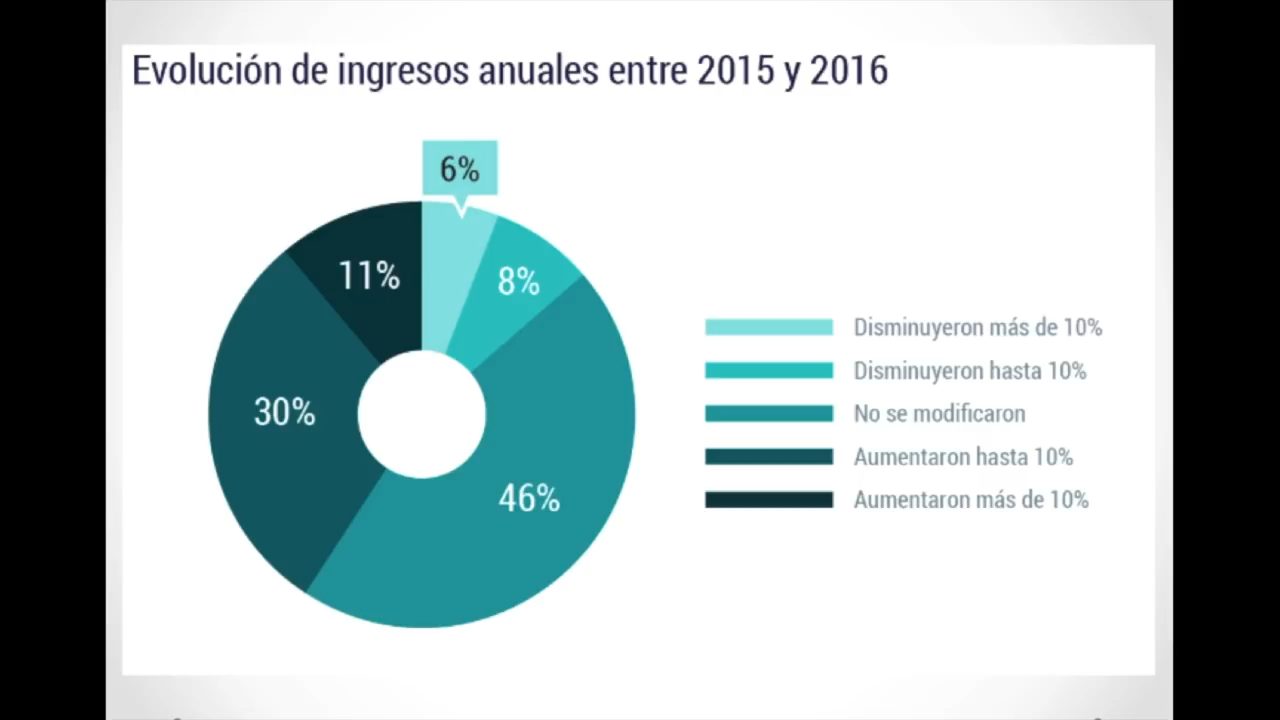 Evolución de ingresos anuales entre 2015 y 2016
6%
11%
8%
30%
46%
Disminuyeron más de 10%
Disminuyeron hasta 10%
No se modificaron
Aumentaron hasta 10%
Aumentaron más de 10%